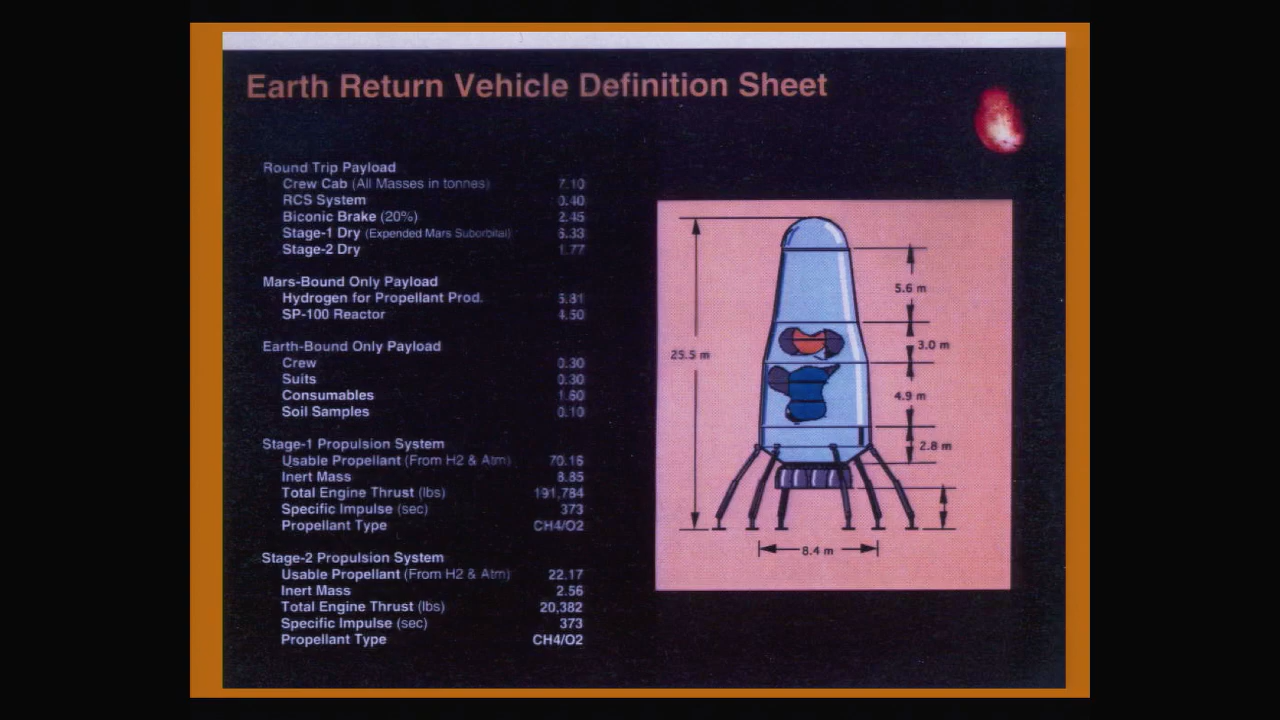 Earth Return Vehicle Definition Sheet
Round Trip Payload
Crew Cab (All Masses in tonnes) 7.10
RCS System 0.40
Biconic Brake (20%) 2.45
Stage-1 Dry (Expended Mars Suborbital) 6.33
Stage-2 Dry 1.77
Mars-Bound Only Payload
Hydrogen for Propellant Prod. 5.81
SP-100 Reactor 4.50
Earth-Bound Only Payload
Crew 0.30
Suits 0.30
Consumables 1.60
Soil Samples 0.10
Stage-1 Propulsion System
Usable Propellant (From H2 & Atm) 70.16
Inert Mass 8.85
Total Engine Thrust (lbs) 191,784
Specific Impulse (sec) 373
Propellant Type CH4/O2
Stage-2 Propulsion System
Usable Propellant (From H2 & Atm) 22.17
Inert Mass 2.56
Total Engine Thrust (lbs) 20,382
Specific Impulse (sec) 373
Propellant Type CH4/O2
5.6 m
3.0 m
25.5 m
4.9 m
2.8 m
8.4 m